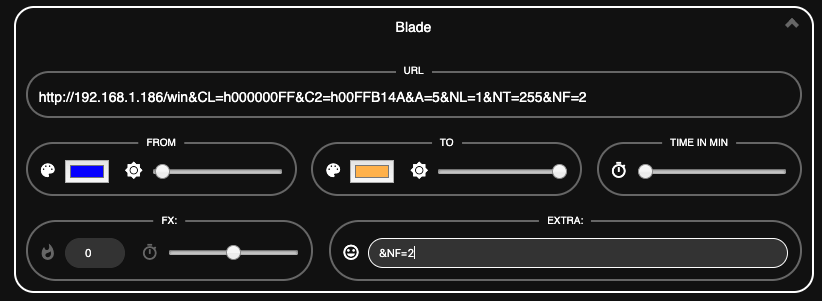 Blade
URL
http://192.168.1.186/win&CL=h000000FF&C2=h00FFB14A&A=5&NL=1&NT=255&NF=2
FROM
TO
TIME IN MIN
FX:
EXTRA:
0
&NF=2